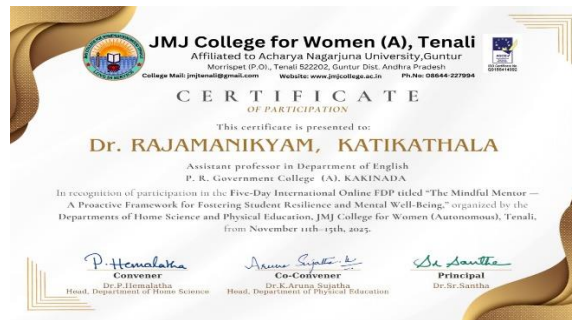 JMJ College for Women (A), Tenali
Affiliated to Acharya Nagarjuna University,Guntur
Morrispet (P.O)., Tenali 522202, Guntur Dist. Andhra Pradesh
College Mail: jmjtenali@gmail.com Website: www.jmjcollege.ac.in Ph.No: 08644-227994
CERTIFICATE
OF PARTICIPATION
This certificate is presented to:
Dr. RAJAMANIKYAM, KATIKATHALA
Assistant professor in Department of English
P. R. Government College (A), KAKINADA
In recognition of participation in the Five-Day International Online FDP titled “The Mindful Mentor —
A Proactive Framework for Fostering Student Resilience and Mental Well-Being,” organized by the
Departments of Home Science and Physical Education, JMJ College for Women (Autonomous), Tenali,
from November 11th–15th, 2025.
P. Hemalatha Aruna Sujatha. K Sr Santha
Convener Co-Convener Principal
Dr.P.Hemalatha Dr.K.Aruna Sujatha Dr.Sr.Santha
Head, Department of Home Science Head, Department of Physical Education